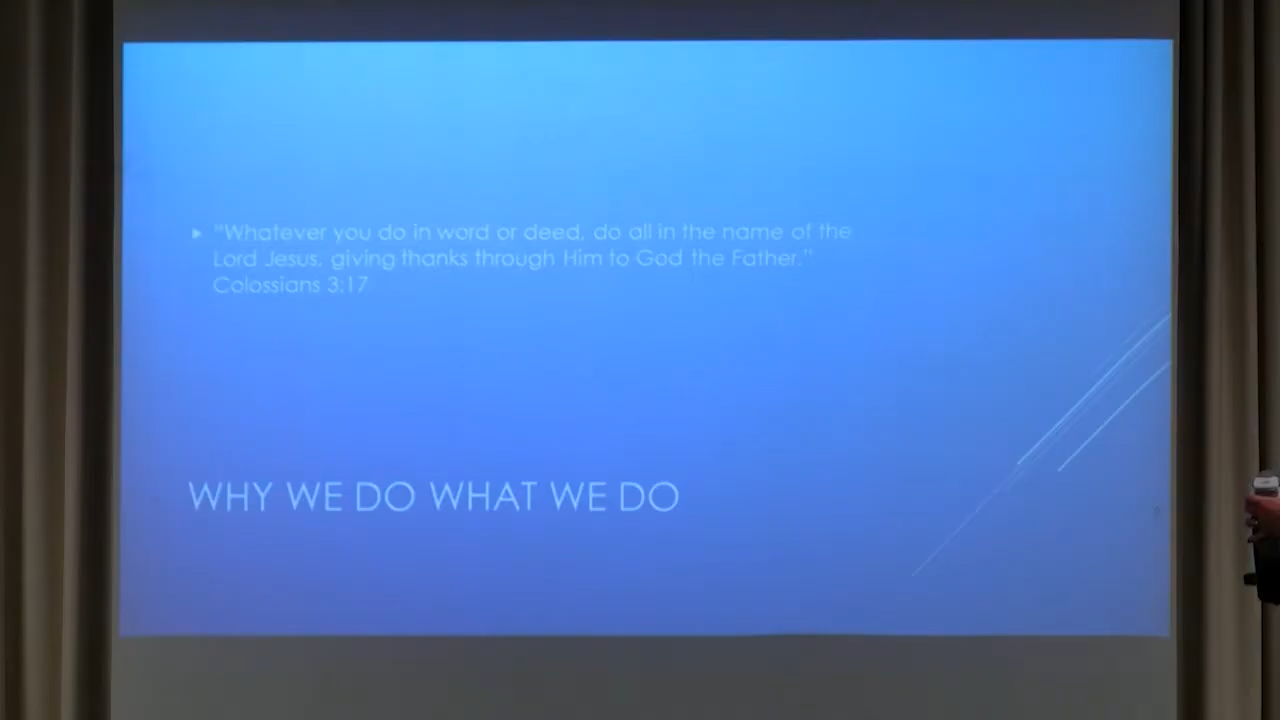 "Whatever you do in word or deed, do all in the name of the
Lord Jesus, giving thanks through Him to God the Father."
Colossians 3:17
WHY WE DO WHAT WE DO